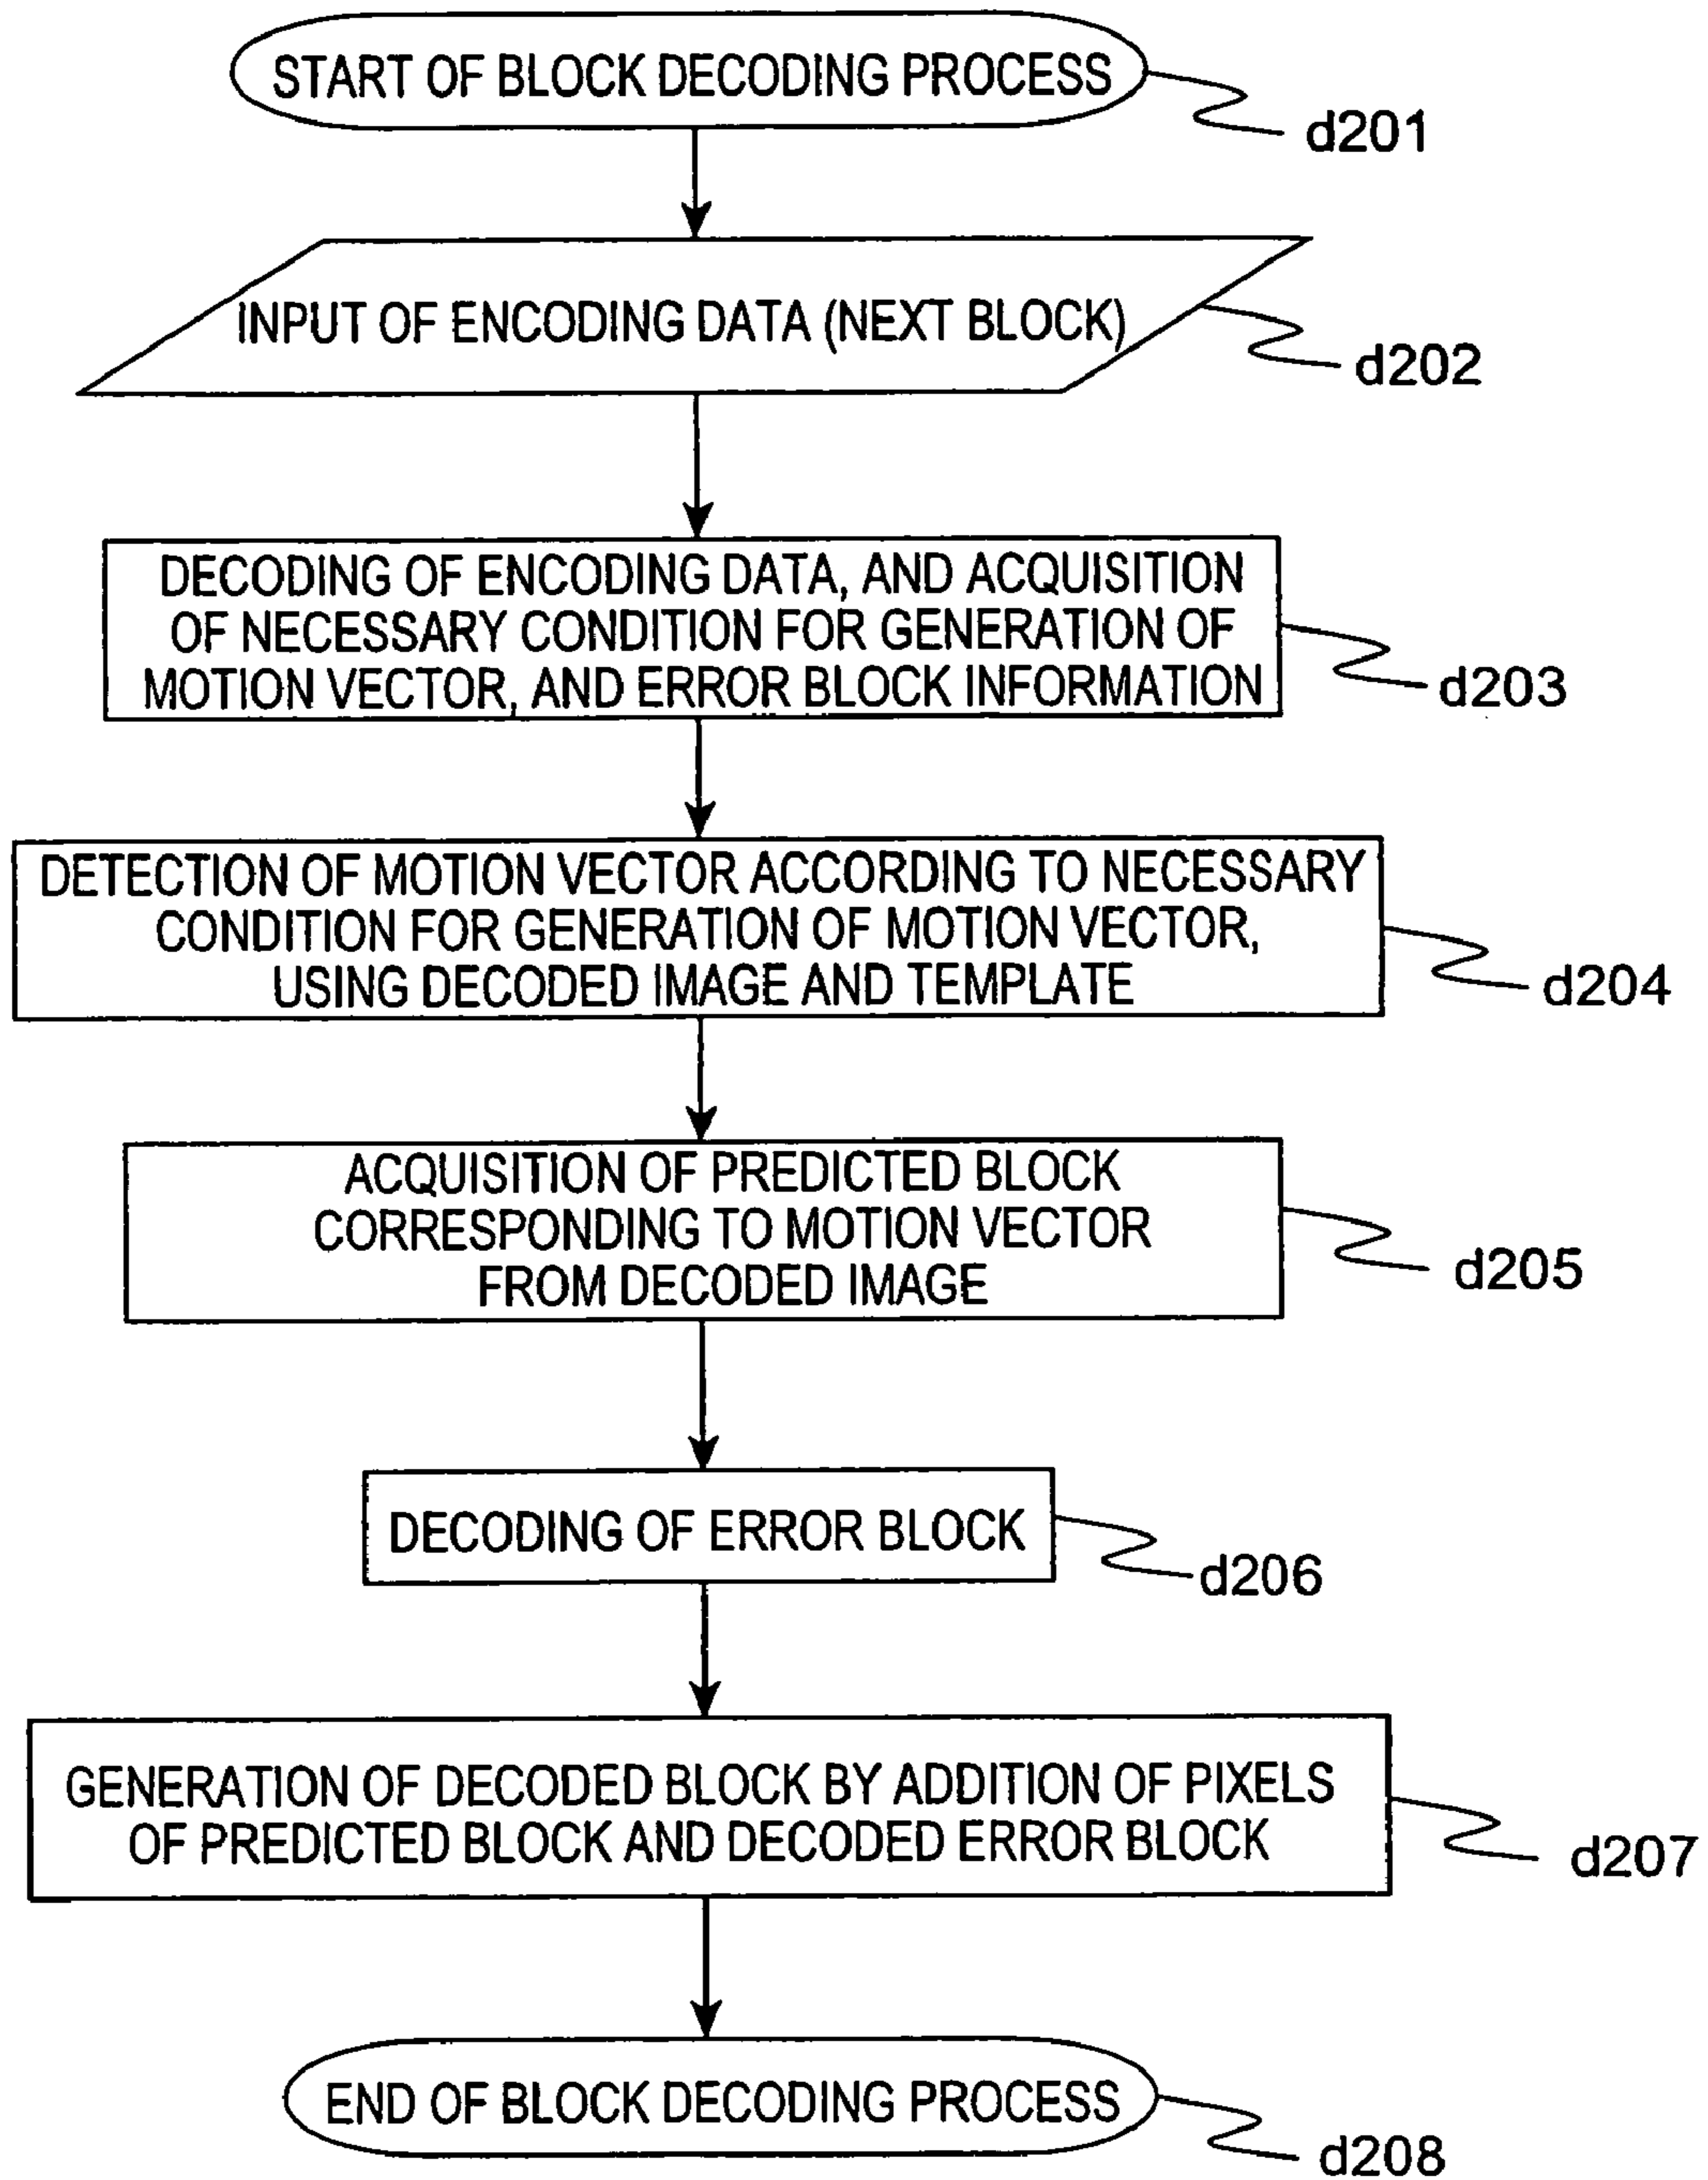 START OF BLOCK DECODING PROCESS
d201
INPUT OF ENCODING DATA (NEXT BLOCK)
d202
DECODING OF ENCODING DATA, AND ACQUISITION
OF NECESSARY CONDITION FOR GENERATION OF
MOTION VECTOR, AND ERROR BLOCK INFORMATION
d203
DETECTION OF MOTION VECTOR ACCORDING TO NECESSARY
CONDITION FOR GENERATION OF MOTION VECTOR,
USING DECODED IMAGE AND TEMPLATE
d204
ACQUISITION OF PREDICTED BLOCK
CORRESPONDING TO MOTION VECTOR
FROM DECODED IMAGE
d205
DECODING OF ERROR BLOCK
d206
GENERATION OF DECODED BLOCK BY ADDITION OF PIXELS
OF PREDICTED BLOCK AND DECODED ERROR BLOCK
d207
END OF BLOCK DECODING PROCESS
d208